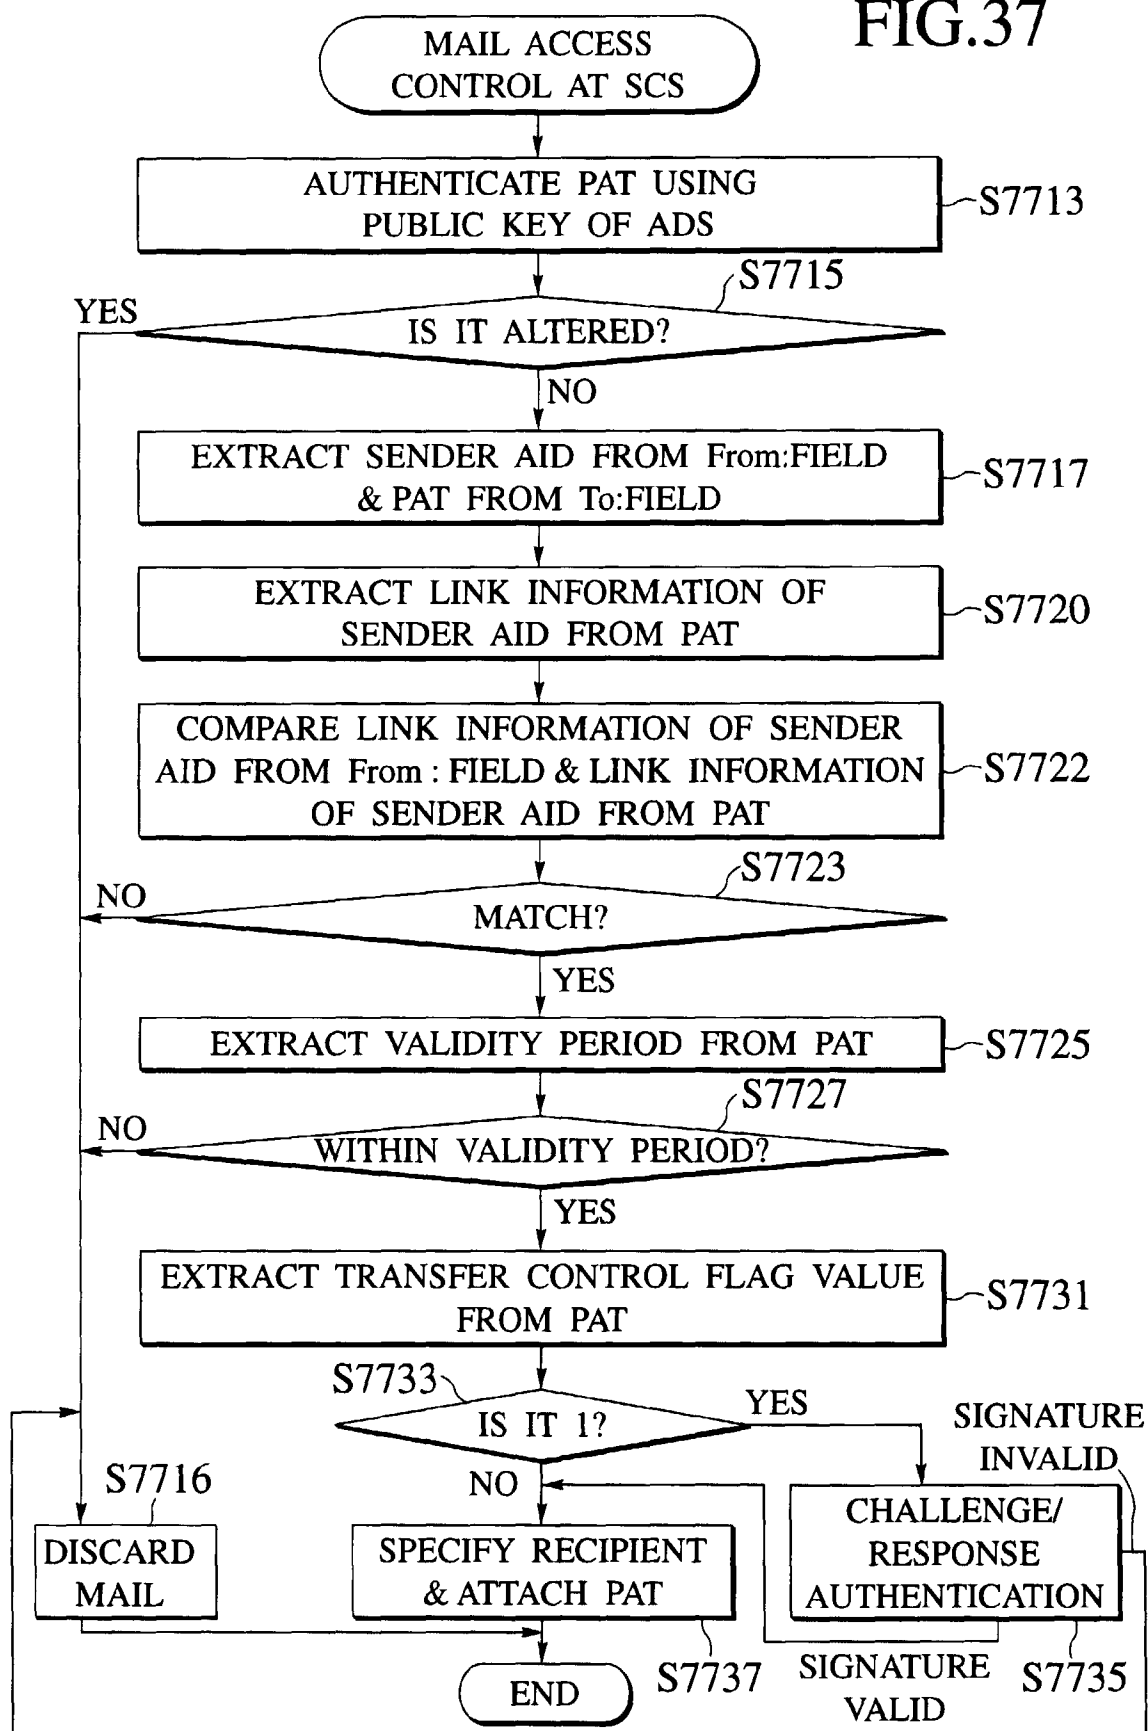 FIG.37
MAIL ACCESS
CONTROL AT SCS
AUTHENTICATE PAT USING
PUBLIC KEY OF ADS
S7713
S7715
YES
IS IT ALTERED?
NO
EXTRACT SENDER AID FROM From:FIELD
& PAT FROM To:FIELD
S7717
EXTRACT LINK INFORMATION OF
SENDER AID FROM PAT
S7720
COMPARE LINK INFORMATION OF SENDER
AID FROM From : FIELD & LINK INFORMATION
OF SENDER AID FROM PAT
S7722
S7723
NO
MATCH?
YES
EXTRACT VALIDITY PERIOD FROM PAT
S7725
S7727
NO
WITHIN VALIDITY PERIOD?
YES
EXTRACT TRANSFER CONTROL FLAG VALUE
FROM PAT
S7731
S7733
IS IT 1?
YES
NO
SIGNATURE
INVALID
S7716
DISCARD
MAIL
SPECIFY RECIPIENT
& ATTACH PAT
CHALLENGE/
RESPONSE
AUTHENTICATION
S7737
SIGNATURE
VALID
S7735
END